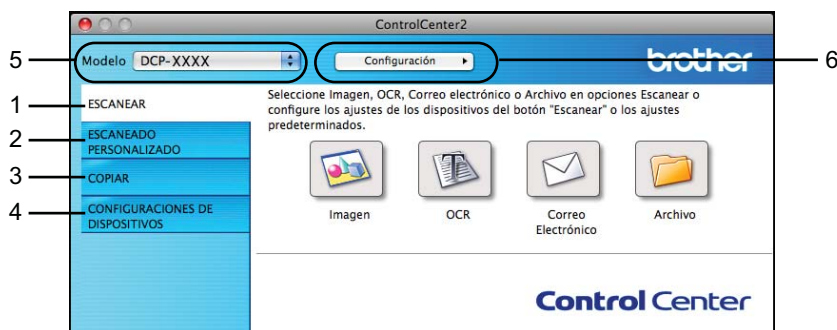 ControlCenter2
5
Modelo DCP-XXXX
Configuración
6
brother
1
ESCANEAR
2
ESCANEADO
PERSONALIZADO
3
COPIAR
4
CONFIGURACIONES DE
DISPOSITIVOS
Seleccione Imagen, OCR, Correo electrónico o Archivo en opciones Escanear o
configure los ajustes de los dispositivos del botón "Escanear" o los ajustes
predeterminados.
Imagen
OCR
Correo
Electrónico
Archivo
Control Center